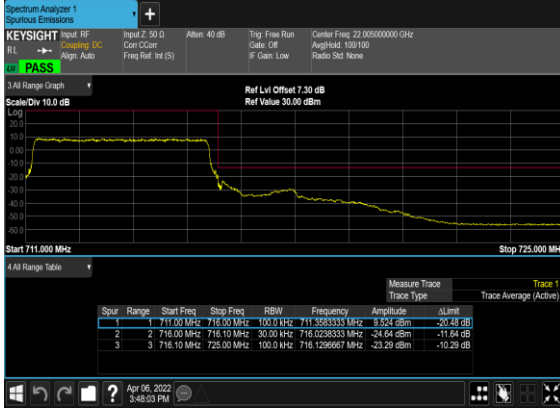 Spectrum Analyzer 1
Spurious Emissions
+
KEYSIGHT Input: RF Input Z: 50 Ω Atten: 40 dB Trig: Free Run Center Freq: 22.005000000 GHz
RL Coupling: DC Corr CCorr Gate: Off Avg|Hold: 100/100
Align: Auto Freq Ref: Int (S) IF Gain: Low Radio Std: None
LXI PASS
3 All Range Graph
Ref Lvl Offset 7.30 dB
Scale/Div 10.0 dB Ref Value 30.00 dBm
Log
20.0
10.0
0.00
-10.0
-20.0
-30.0
-40.0
-50.0
-60.0
Start 711.000 MHz Stop 725.000 MH
4 All Range Table
Measure Trace Trace 1
Trace Type Trace Average (Active)
Spur Range Start Freq Stop Freq RBW Frequency Amplitude ΔLimit
1 1 711.00 MHz 716.00 MHz 100.0 kHz 711.3583333 MHz 9.524 dBm -20.48 dB
2 2 716.00 MHz 716.10 MHz 30.00 kHz 716.0238333 MHz -24.64 dBm -11.64 dB
3 3 716.10 MHz 725.00 MHz 100.0 kHz 716.1296667 MHz -23.29 dBm -10.29 dB
? Apr 06, 2022
3:48:03 PM